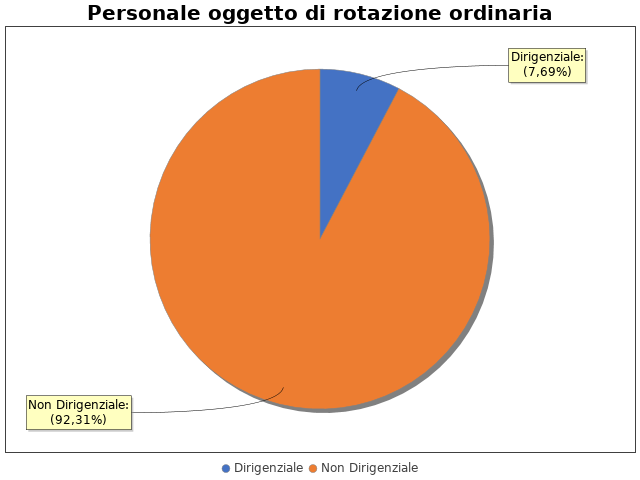 Personale oggetto di rotazione ordinaria
Dirigenziale:
(7,69%)
Non Dirigenziale:
(92,31%)
Dirigenziale Non Dirigenziale